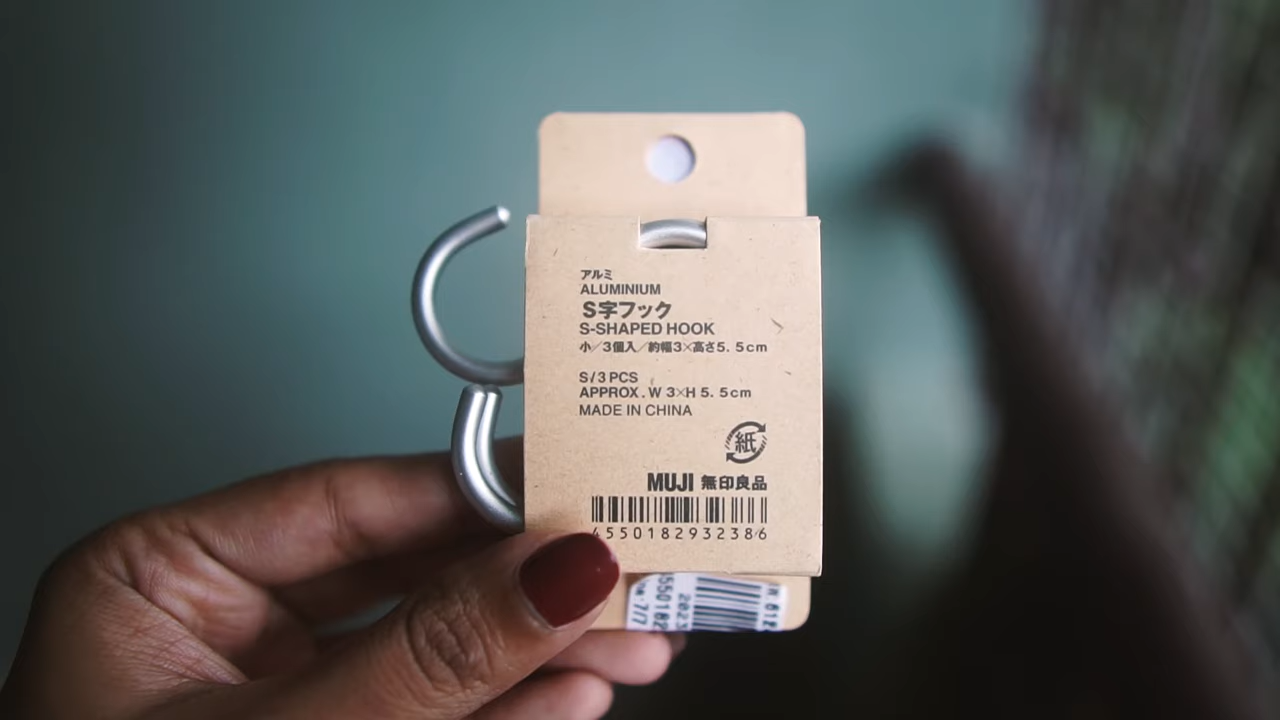 アルミ
ALUMINIUM
S字フック
S-SHAPED HOOK
小／3個入／約幅3×高さ5.5cm
S/3 PCS
APPROX. W 3×H 5.5cm
MADE IN CHINA
紙
MUJI 無印良品
4550182932386